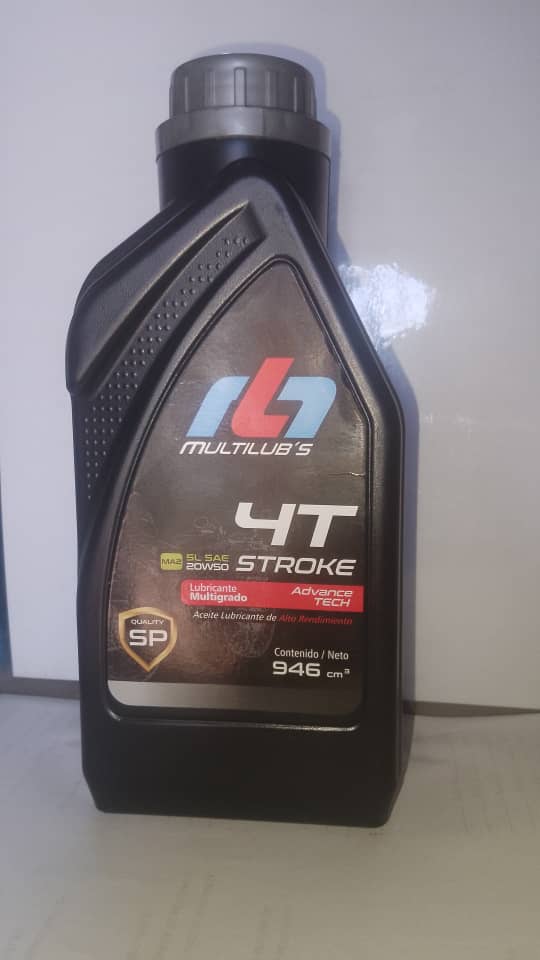 MULTILUB'S
4T
MA2 SL SAE
20W50 STROKE
Lubricante
Multigrado
Advance
TECH
Aceite Lubricante de Alto Rendimiento
QUALITY
SP
Contenido / Neto
946 cm³